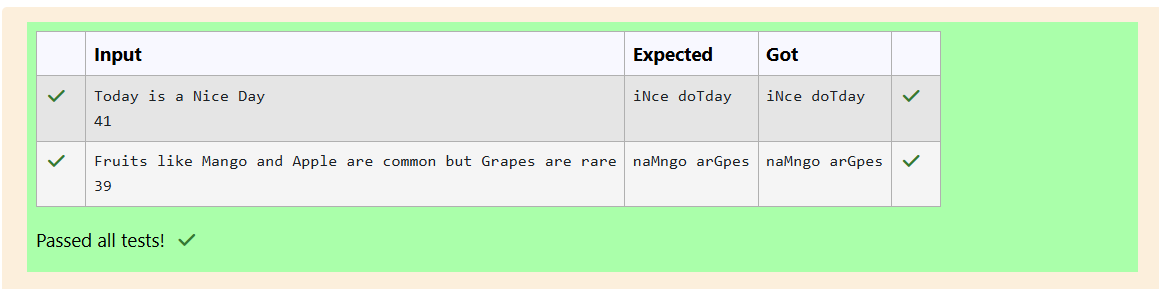 Input Expected Got
Today is a Nice Day iNce doTday iNce doTday
41
Fruits like Mango and Apple are common but Grapes are rare naMngo arGpes naMngo arGpes
39
Passed all tests!